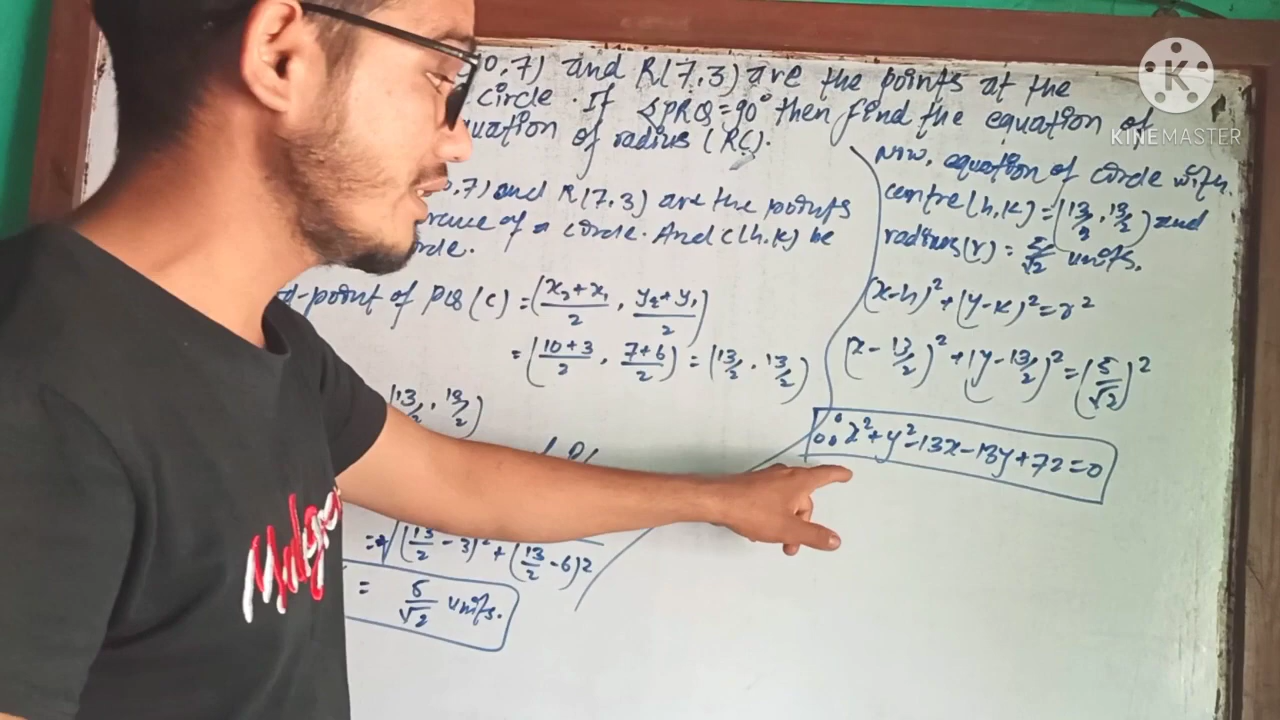 0,7) and R(7,3) are the points at the
circle. If ∠PRQ=90° then find the equation of
quation of radius (RC).
0,7) and R(7,3) are the points
rence of a circle. And C(h,k) be
rcle.
d-point of PQ (C) = (x₂+x₁/2 , y₂+y₁/2)
= (10+3/2 , 7+6/2) = (13/2 , 13/2)
13/2 , 13/2)
=√(13/2 - 3)² + (13/2 - 6)²
= 5/√2 units.
Now, equation of circle with
centre (h,k) = (13/2 , 13/2) and
radius(r) = 5/√2 units.
(x-h)²+(y-k)²=r²
(x-13/2)²+(y-13/2)²=(5/√2)²
∴ x²+y²-13x-13y+72=0
K
KINEMASTER